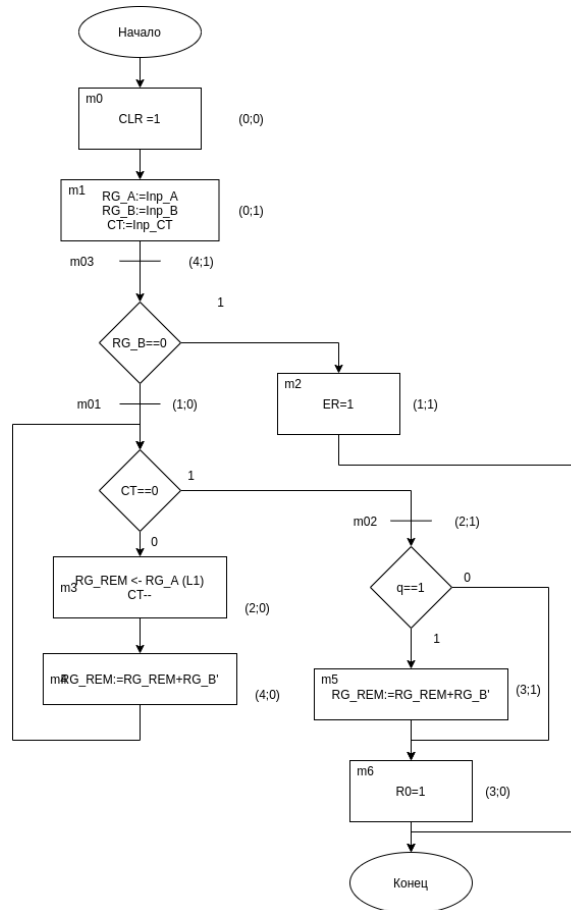 Начало
m0
CLR =1
(0;0)
m1
RG_A:=Inp_A
RG_B:=Inp_B
CT:=Inp_CT
(0;1)
m03
(4;1)
1
RG_B==0
m2
ER=1
(1;1)
m01
(1;0)
CT==0
1
m02
(2;1)
0
m3
RG_REM <- RG_A (L1)
CT--
(2;0)
q==1
0
1
m4
RG_REM:=RG_REM+RG_B'
(4;0)
m5
RG_REM:=RG_REM+RG_B'
(3;1)
m6
R0=1
(3;0)
Конец